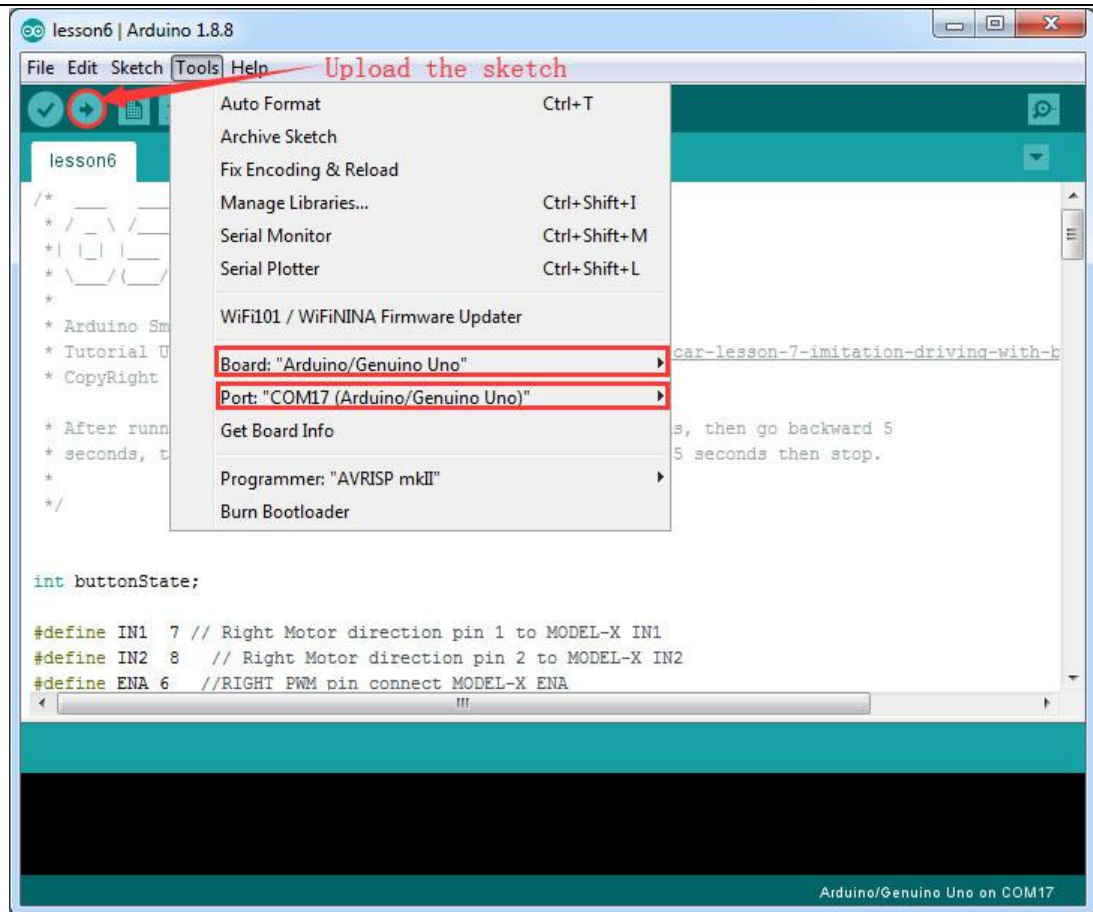 lesson6 | Arduino 1.8.8
File Edit Sketch Tools Help Upload the sketch
Auto Format Ctrl+T
Archive Sketch
Fix Encoding & Reload
Manage Libraries... Ctrl+Shift+I
Serial Monitor Ctrl+Shift+M
Serial Plotter Ctrl+Shift+L
WiFi101 / WiFiNINA Firmware Updater
Board: "Arduino/Genuino Uno"
Port: "COM17 (Arduino/Genuino Uno)"
Get Board Info
Programmer: "AVRISP mkII"
Burn Bootloader
lesson6
/*
* Arduino Sm
* Tutorial U car-lesson-7-imitation-driving-with-b
* CopyRight
* After runn s, then go backward 5
* seconds, t 5 seconds then stop.
*
*/
int buttonState;
#define IN1 7 // Right Motor direction pin 1 to MODEL-X IN1
#define IN2 8 // Right Motor direction pin 2 to MODEL-X IN2
#define ENA 6 //RIGHT PWM pin connect MODEL-X ENA
Arduino/Genuino Uno on COM17